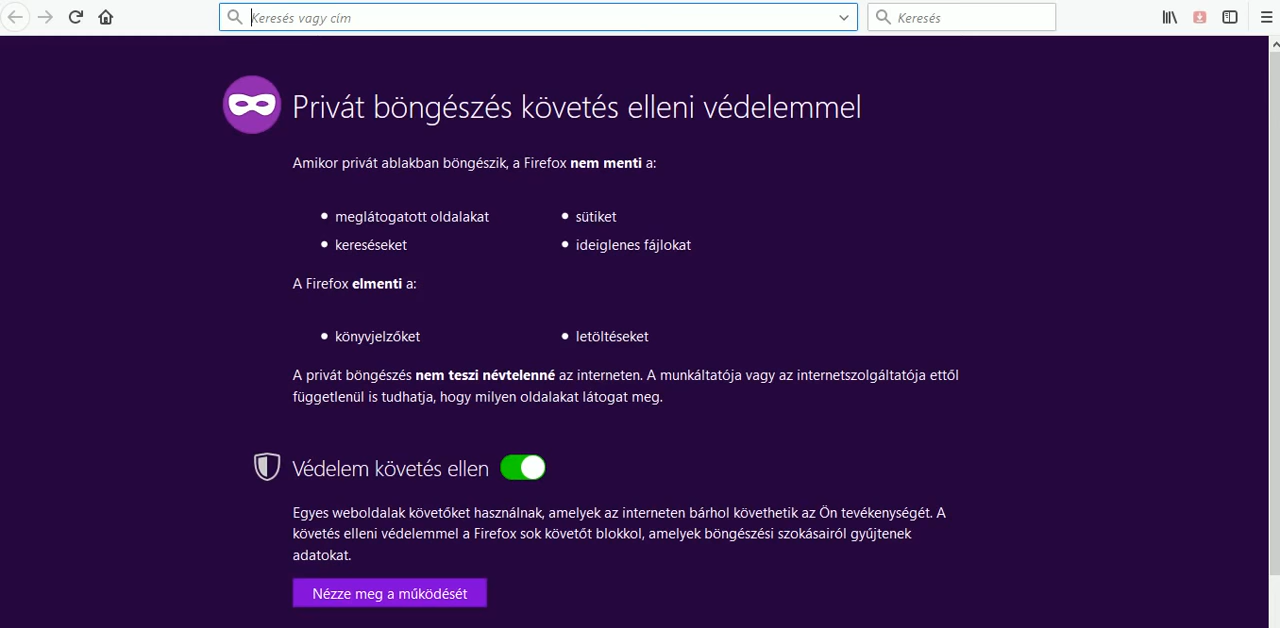 Keresés vagy cím
Keresés
Privát böngészés követés elleni védelemmel
Amikor privát ablakban böngészik, a Firefox nem menti a:
• meglátogatott oldalakat
• sütiket
• kereséseket
• ideiglenes fájlokat
A Firefox elmenti a:
• könyvjelzőket
• letöltéseket
A privát böngészés nem teszi névtelenné az interneten. A munkáltatója vagy az internetszolgáltatója ettől
függetlenül is tudhatja, hogy milyen oldalakat látogat meg.
Védelem követés ellen
Egyes weboldalak követőket használnak, amelyek az interneten bárhol követhetik az Ön tevékenységét. A
követés elleni védelemmel a Firefox sok követőt blokkol, amelyek böngészési szokásairól gyűjtenek
adatokat.
Nézze meg a működését